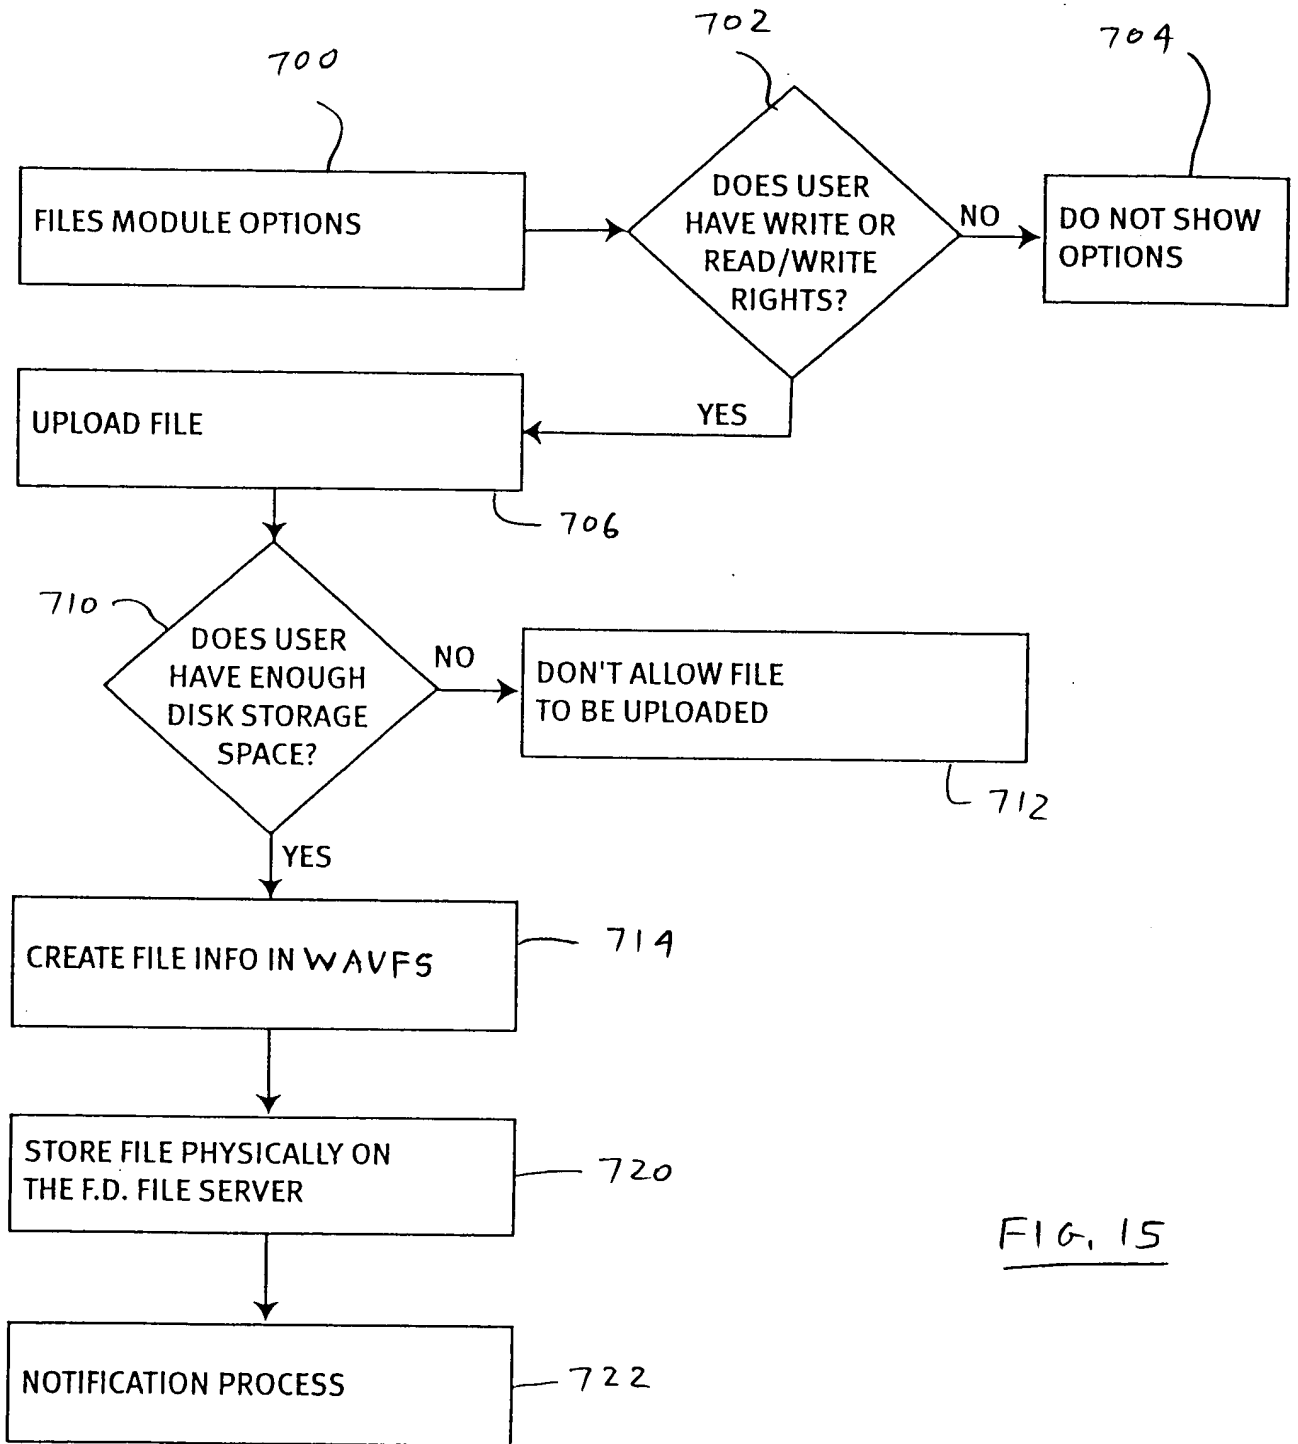 700
702
704
FILES MODULE OPTIONS
DOES USER
HAVE WRITE OR
READ/WRITE
RIGHTS?
NO
DO NOT SHOW
OPTIONS
YES
UPLOAD FILE
706
710
DOES USER
HAVE ENOUGH
DISK STORAGE
SPACE?
NO
DON'T ALLOW FILE
TO BE UPLOADED
712
YES
CREATE FILE INFO IN WAVFS
714
STORE FILE PHYSICALLY ON
THE F.D. FILE SERVER
720
FIG. 15
NOTIFICATION PROCESS
722